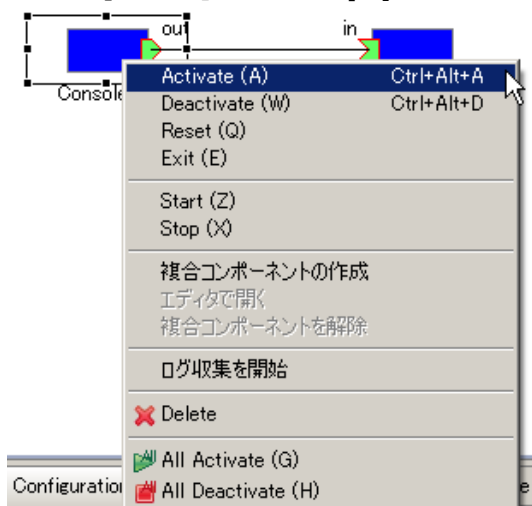 out in
Console
Activate (A) Ctrl+Alt+A
Deactivate (W) Ctrl+Alt+D
Reset (Q)
Exit (E)
Start (Z)
Stop (X)
複合コンポーネントの作成
エディタで開く
複合コンポーネントを解除
ログ収集を開始
Delete
All Activate (G)
Configuration
All Deactivate (H)